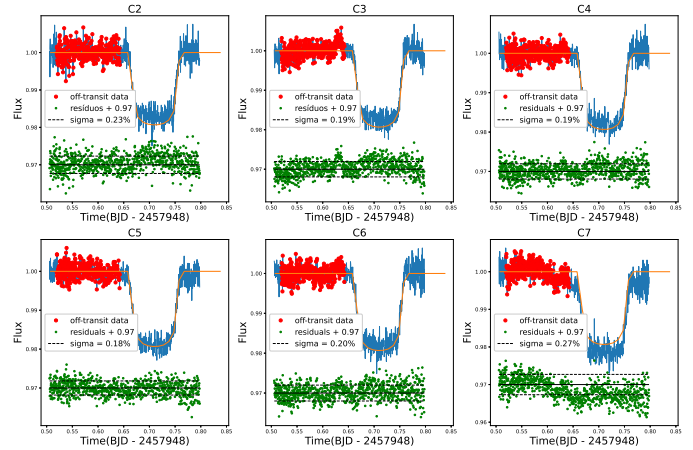 C2
Flux
1.00
0.99
0.98
0.97
off-transit data
resíduos + 0.97
sigma = 0.23%
0.50 0.55 0.60 0.65 0.70 0.75 0.80 0.85
Time(BJD - 2457948)
C3
Flux
1.00
0.99
0.98
0.97
off-transit data
resíduos + 0.97
sigma = 0.19%
0.50 0.55 0.60 0.65 0.70 0.75 0.80 0.85
Time(BJD - 2457948)
C4
Flux
1.00
0.99
0.98
0.97
off-transit data
residuals + 0.97
sigma = 0.19%
0.50 0.55 0.60 0.65 0.70 0.75 0.80 0.85
Time(BJD - 2457948)
C5
Flux
1.00
0.99
0.98
0.97
off-transit data
residuals + 0.97
sigma = 0.18%
0.50 0.55 0.60 0.65 0.70 0.75 0.80 0.85
Time(BJD - 2457948)
C6
Flux
1.00
0.99
0.98
0.97
off-transit data
residuals + 0.97
sigma = 0.20%
0.50 0.55 0.60 0.65 0.70 0.75 0.80 0.85
Time(BJD - 2457948)
C7
Flux
1.00
0.99
0.98
0.97
0.96
off-transit data
residuals + 0.97
sigma = 0.27%
0.50 0.55 0.60 0.65 0.70 0.75 0.80 0.85
Time(BJD - 2457948)